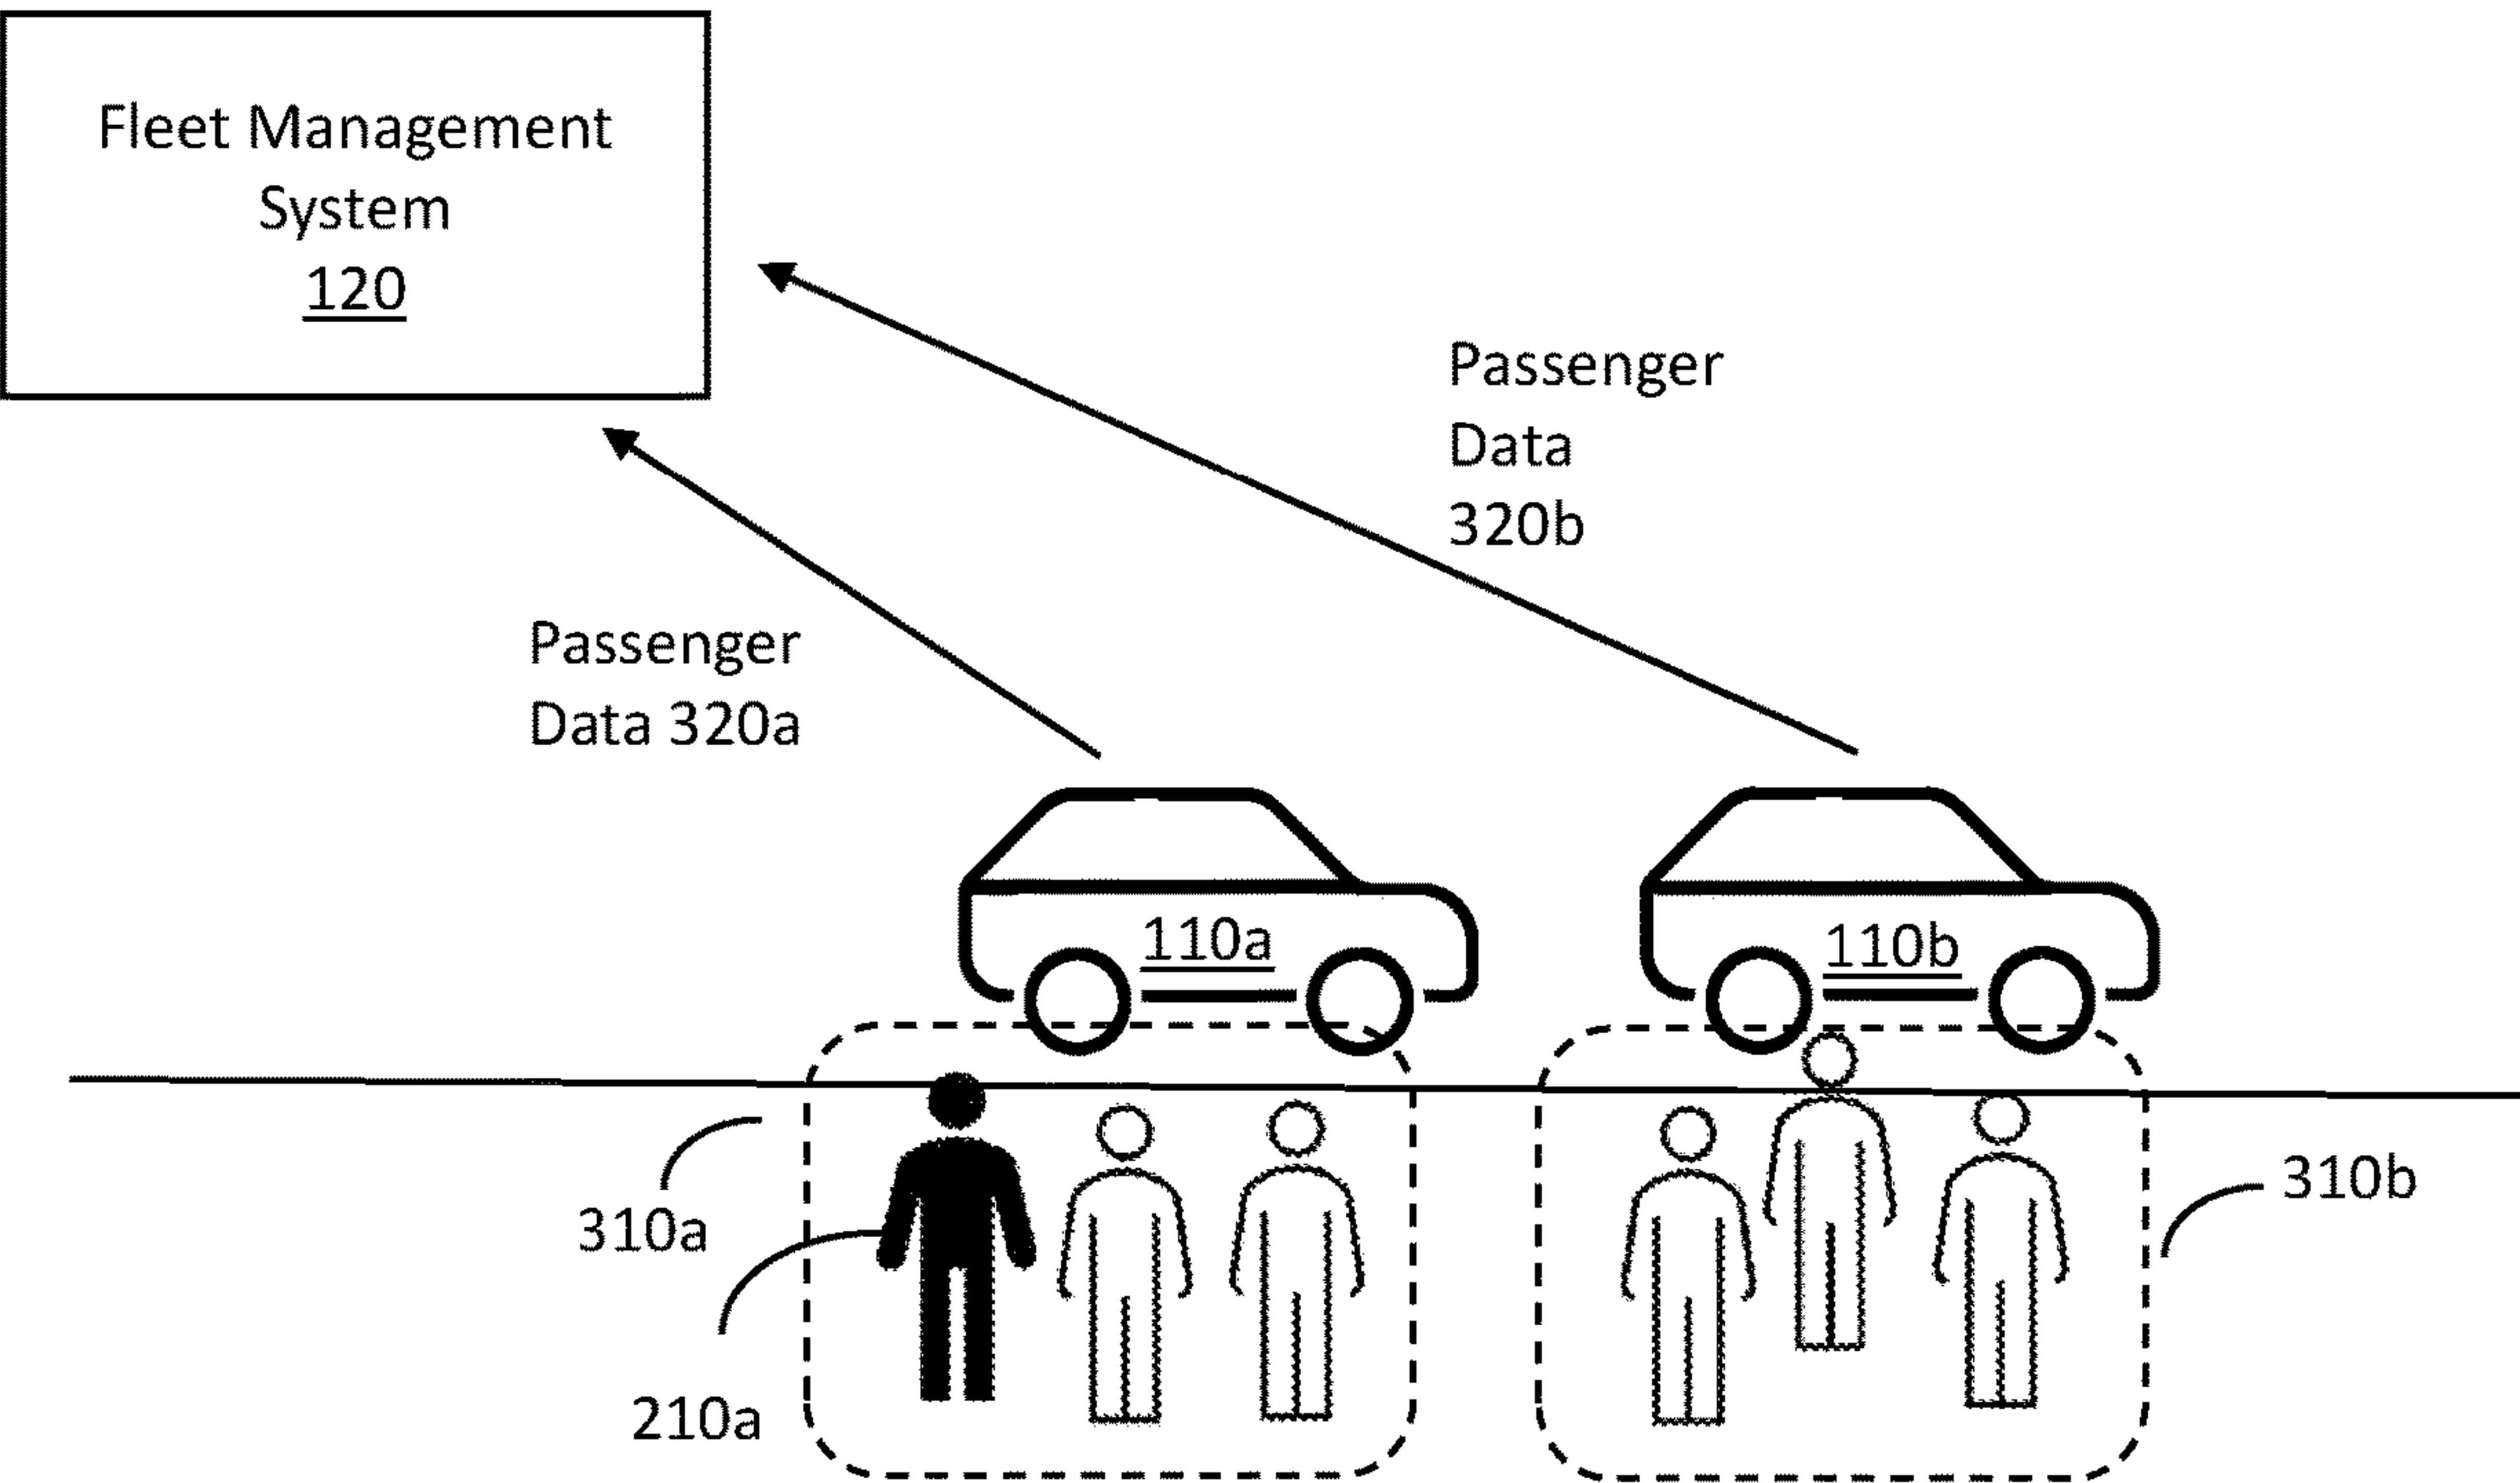 Fleet Management
System
120
Passenger
Data
320b
Passenger
Data 320a
110a
110b
310a
310b
210a